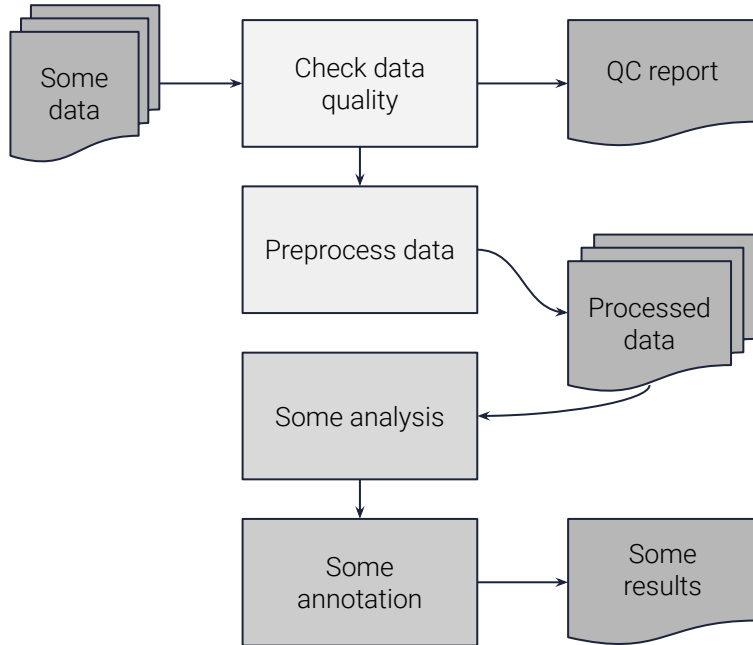 Some
data
Check data
quality
QC report
Preprocess data
Processed
data
Some analysis
Some
annotation
Some
results